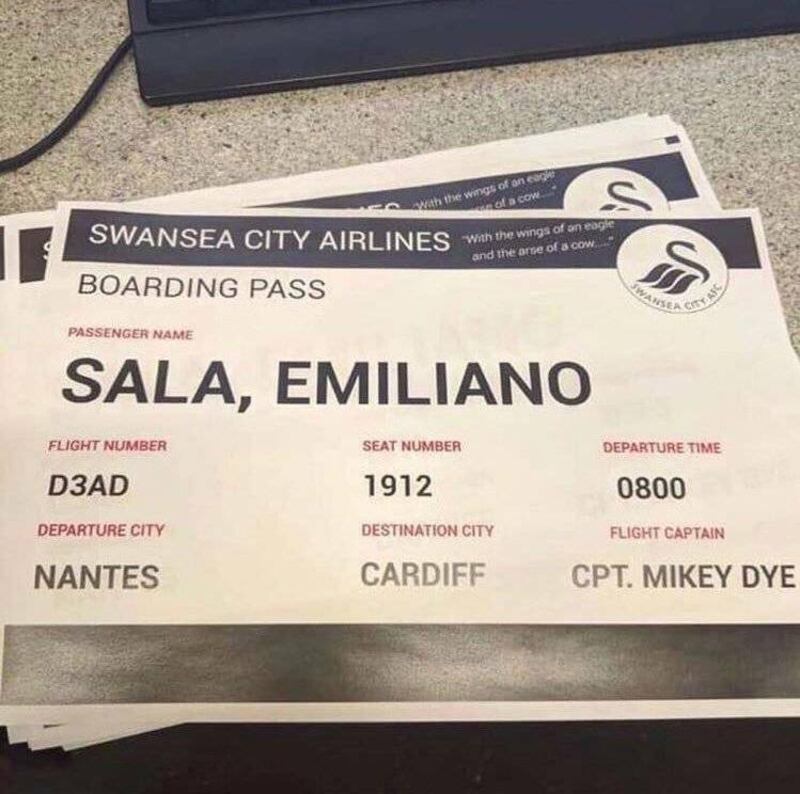 With the wings of an eagle
of a cow...."
SWANSEA CITY AIRLINES
"With the wings of an eagle
and the arse of a cow....."
SWANSEA CITY AFC
BOARDING PASS
PASSENGER NAME
SALA, EMILIANO
FLIGHT NUMBER SEAT NUMBER DEPARTURE TIME
D3AD 1912 0800
DEPARTURE CITY DESTINATION CITY FLIGHT CAPTAIN
NANTES CARDIFF CPT. MIKEY DYE